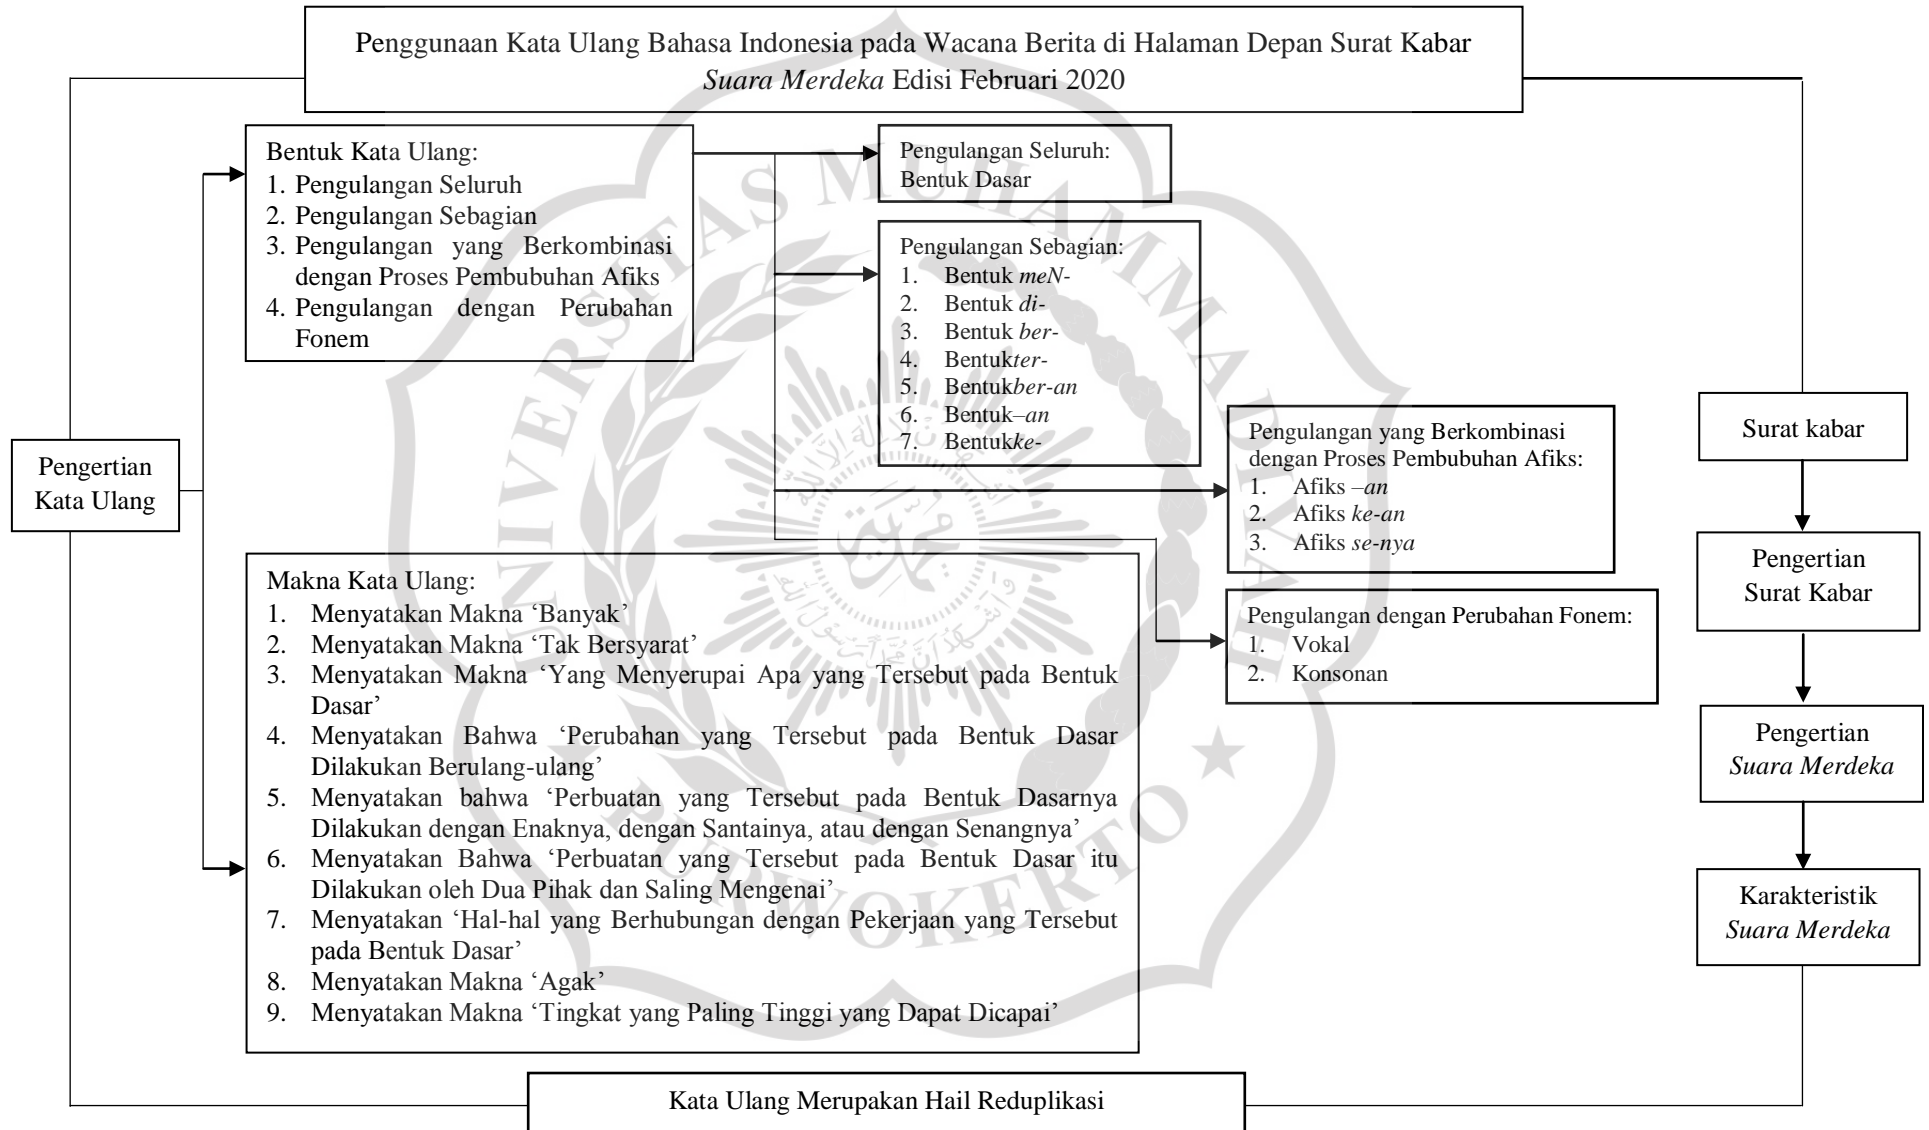 Penggunaan Kata Ulang Bahasa Indonesia pada Wacana Berita di Halaman Depan Surat Kabar
Suara Merdeka Edisi Februari 2020
Bentuk Kata Ulang:
1. Pengulangan Seluruh
2. Pengulangan Sebagian
3. Pengulangan yang Berkombinasi
dengan Proses Pembubuhan Afiks
4. Pengulangan dengan Perubahan
Fonem
Pengulangan Seluruh:
Bentuk Dasar
Pengulangan Sebagian:
1. Bentuk meN-
2. Bentuk di-
3. Bentuk ber-
4. Bentukter-
5. Bentukber-an
6. Bentuk–an
7. Bentukke-
Pengulangan yang Berkombinasi
dengan Proses Pembubuhan Afiks:
1. Afiks –an
2. Afiks ke-an
3. Afiks se-nya
Pengulangan dengan Perubahan Fonem:
1. Vokal
2. Konsonan
Pengertian
Kata Ulang
Makna Kata Ulang:
1. Menyatakan Makna ‘Banyak’
2. Menyatakan Makna ‘Tak Bersyarat’
3. Menyatakan Makna ‘Yang Menyerupai Apa yang Tersebut pada Bentuk
Dasar’
4. Menyatakan Bahwa ‘Perubahan yang Tersebut pada Bentuk Dasar
Dilakukan Berulang-ulang’
5. Menyatakan bahwa ‘Perbuatan yang Tersebut pada Bentuk Dasarnya
Dilakukan dengan Enaknya, dengan Santainya, atau dengan Senangnya’
6. Menyatakan Bahwa ‘Perbuatan yang Tersebut pada Bentuk Dasar itu
Dilakukan oleh Dua Pihak dan Saling Mengenai’
7. Menyatakan ‘Hal-hal yang Berhubungan dengan Pekerjaan yang Tersebut
pada Bentuk Dasar’
8. Menyatakan Makna ‘Agak’
9. Menyatakan Makna ‘Tingkat yang Paling Tinggi yang Dapat Dicapai’
Surat kabar
Pengertian
Surat Kabar
Pengertian
Suara Merdeka
Karakteristik
Suara Merdeka
Kata Ulang Merupakan Hail Reduplikasi
UNIVERSITAS MUHAMMADIYAH
PURWOKERTO